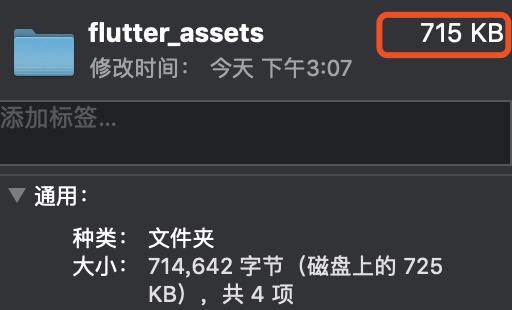 flutter_assets 715 KB
修改时间： 今天 下午3:07
添加标签...
通用：
种类： 文件夹
大小： 714,642 字节（磁盘上的 725
KB），共 4 项